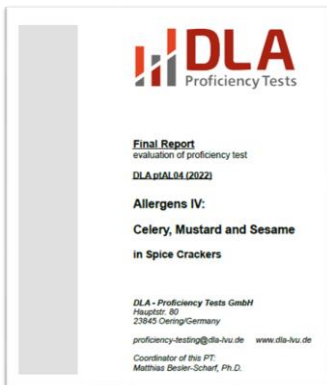 DLA
Proficiency Tests
Final Report
evaluation of proficiency test
DLA ptAL04 (2022)
Allergens IV:
Celery, Mustard and Sesame
in Spice Crackers
DLA - Proficiency Tests GmbH
Hauptstr. 80
23845 Oering/Germany
proficiency-testing@dla-lvu.de www.dla-lvu.de
Coordinator of this PT:
Matthias Besler-Scharf, Ph.D.